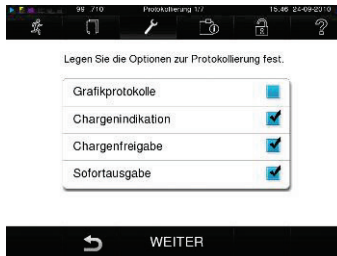 99 710 Protokollierung 1/7 15:46 24-09-2010
Legen Sie die Optionen zur Protokollierung fest.
Grafikprotokolle
Chargenindikation
Chargenfreigabe
Sofortausgabe
WEITER